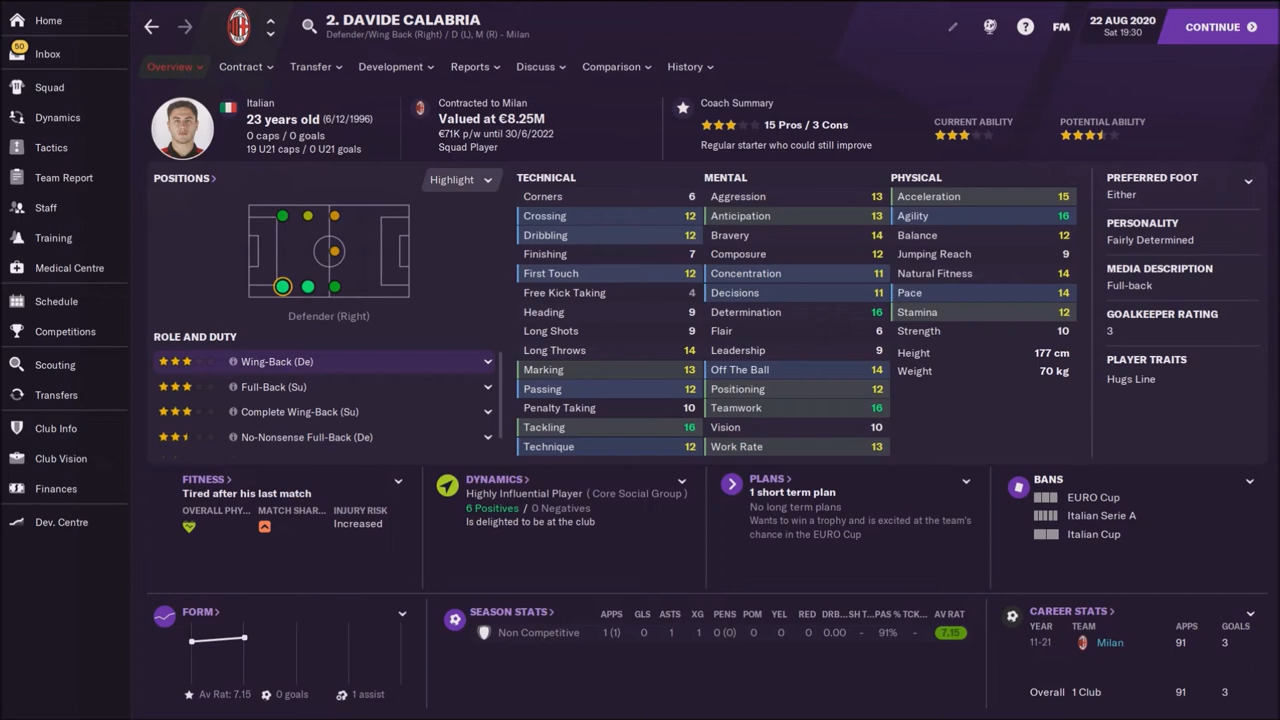 Home
50
Inbox
Squad
Dynamics
Tactics
Team Report
Staff
Training
Medical Centre
Schedule
Competitions
Scouting
Transfers
Club Info
Club Vision
Finances
Dev. Centre
2. DAVIDE CALABRIA
Defender/Wing Back (Right) / D (L), M (R) - Milan
? FM
22 AUG 2020
Sat 19:30
CONTINUE
Overview Contract Transfer Development Reports Discuss Comparison History
Italian
23 years old (6/12/1996)
0 caps / 0 goals
19 U21 caps / 0 U21 goals
Contracted to Milan
Valued at €8.25M
€71K p/w until 30/6/2022
Squad Player
Coach Summary
15 Pros / 3 Cons
Regular starter who could still improve
CURRENT ABILITY
POTENTIAL ABILITY
POSITIONS
Highlight
Defender (Right)
ROLE AND DUTY
Wing-Back (De)
Full-Back (Su)
Complete Wing-Back (Su)
No-Nonsense Full-Back (De)
TECHNICAL
Corners 6
Crossing 12
Dribbling 12
Finishing 7
First Touch 12
Free Kick Taking 4
Heading 9
Long Shots 9
Long Throws 14
Marking 13
Passing 12
Penalty Taking 10
Tackling 16
Technique 12
MENTAL
Aggression 13
Anticipation 13
Bravery 14
Composure 12
Concentration 11
Decisions 11
Determination 16
Flair 6
Leadership 9
Off The Ball 14
Positioning 12
Teamwork 16
Vision 10
Work Rate 13
PHYSICAL
Acceleration 15
Agility 16
Balance 12
Jumping Reach 9
Natural Fitness 14
Pace 14
Stamina 12
Strength 10
Height 177 cm
Weight 70 kg
PREFERRED FOOT
Either
PERSONALITY
Fairly Determined
MEDIA DESCRIPTION
Full-back
GOALKEEPER RATING
3
PLAYER TRAITS
Hugs Line
FITNESS
Tired after his last match
OVERALL PHY... MATCH SHAR... INJURY RISK
Increased
DYNAMICS
Highly Influential Player ( Core Social Group )
6 Positives / 0 Negatives
Is delighted to be at the club
PLANS
1 short term plan
No long term plans
Wants to win a trophy and is excited at the team's
chance in the EURO Cup
BANS
EURO Cup
Italian Serie A
Italian Cup
FORM
Av Rat: 7.15 0 goals 1 assist
SEASON STATS APPS GLS ASTS XG PENS POM YEL RED DRB... SH T... PAS % TCK... AV RAT
Non Competitive 1 (1) 0 1 1 0 (0) 0 0 0 0.00 - 91% - 7.15
CAREER STATS
YEAR TEAM APPS GOALS
11-21 Milan 91 3
Overall 1 Club 91 3